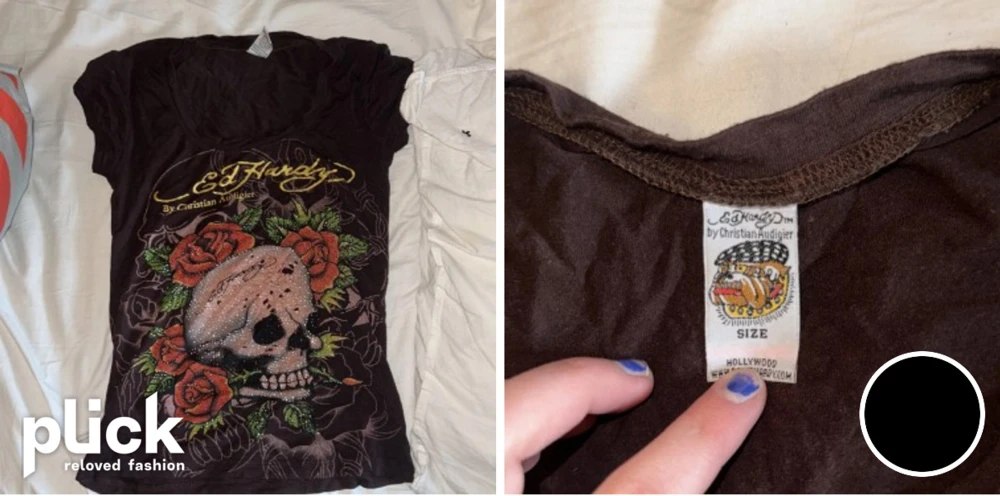 Ed Hardy
By Christian Audigier
plick
reloved fashion
Ed Hardy
by Christian Audigier
SIZE
HOLLYWOOD